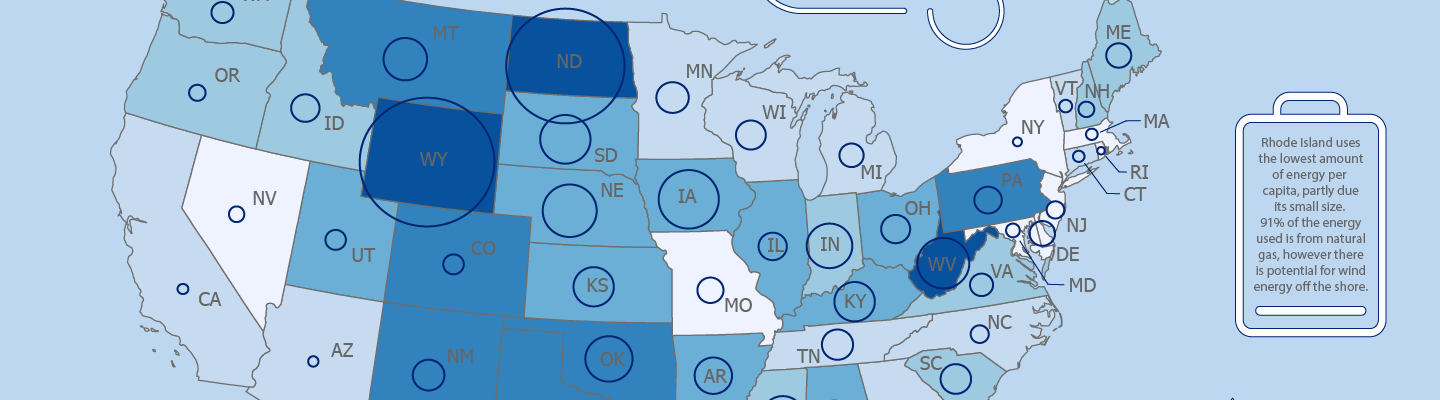 MT
ND
ME
OR
MN
VT
NH
WI
MA
ID
NY
WY
SD
MI
RI
PA
NE
CT
NV
IA
OH
NJ
UT
CO
IL
IN
WV
DE
KS
VA
MD
CA
MO
KY
NC
AZ
NM
OK
TN
SC
AR
Rhode Island uses
the lowest amount
of energy per
capita, partly due
its small size.
91% of the energy
used is from natural
gas, however there
is potential for wind
energy off the shore.